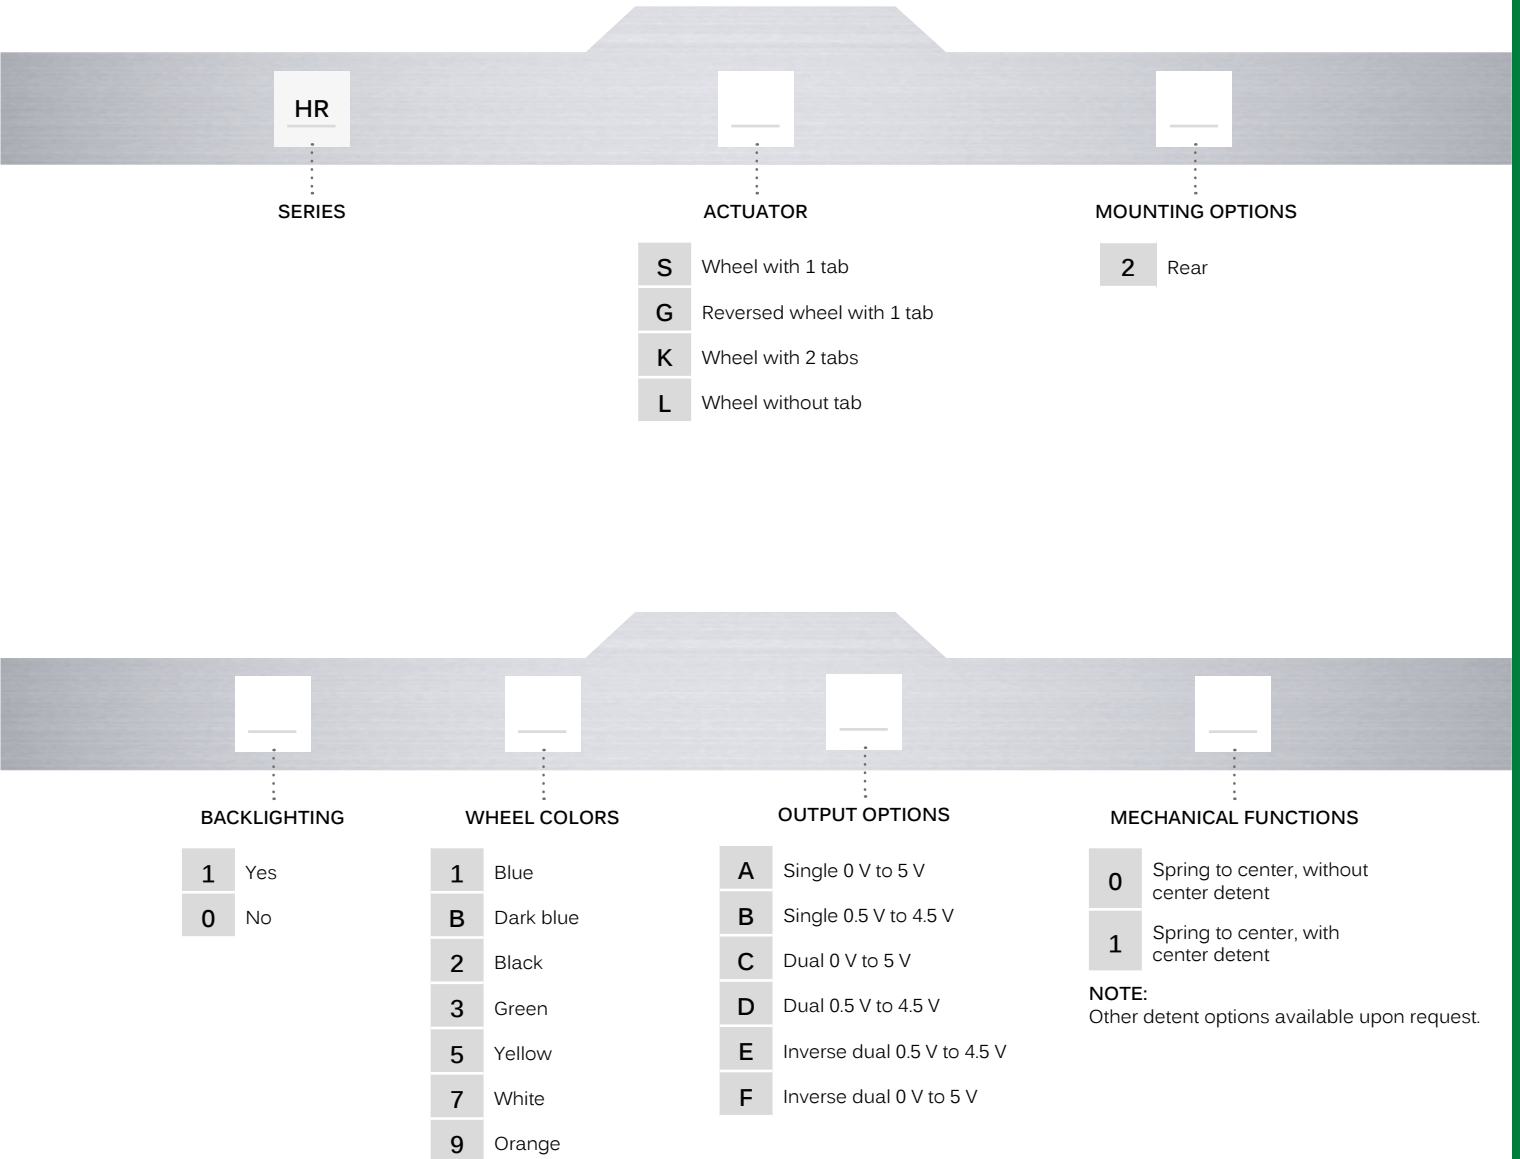 HR
SERIES
ACTUATOR
S Wheel with 1 tab
G Reversed wheel with 1 tab
K Wheel with 2 tabs
L Wheel without tab
MOUNTING OPTIONS
2 Rear
BACKLIGHTING
1 Yes
0 No
WHEEL COLORS
1 Blue
B Dark blue
2 Black
3 Green
5 Yellow
7 White
9 Orange
OUTPUT OPTIONS
A Single 0 V to 5 V
B Single 0.5 V to 4.5 V
C Dual 0 V to 5 V
D Dual 0.5 V to 4.5 V
E Inverse dual 0.5 V to 4.5 V
F Inverse dual 0 V to 5 V
MECHANICAL FUNCTIONS
0 Spring to center, without
center detent
1 Spring to center, with
center detent
NOTE:
Other detent options available upon request.